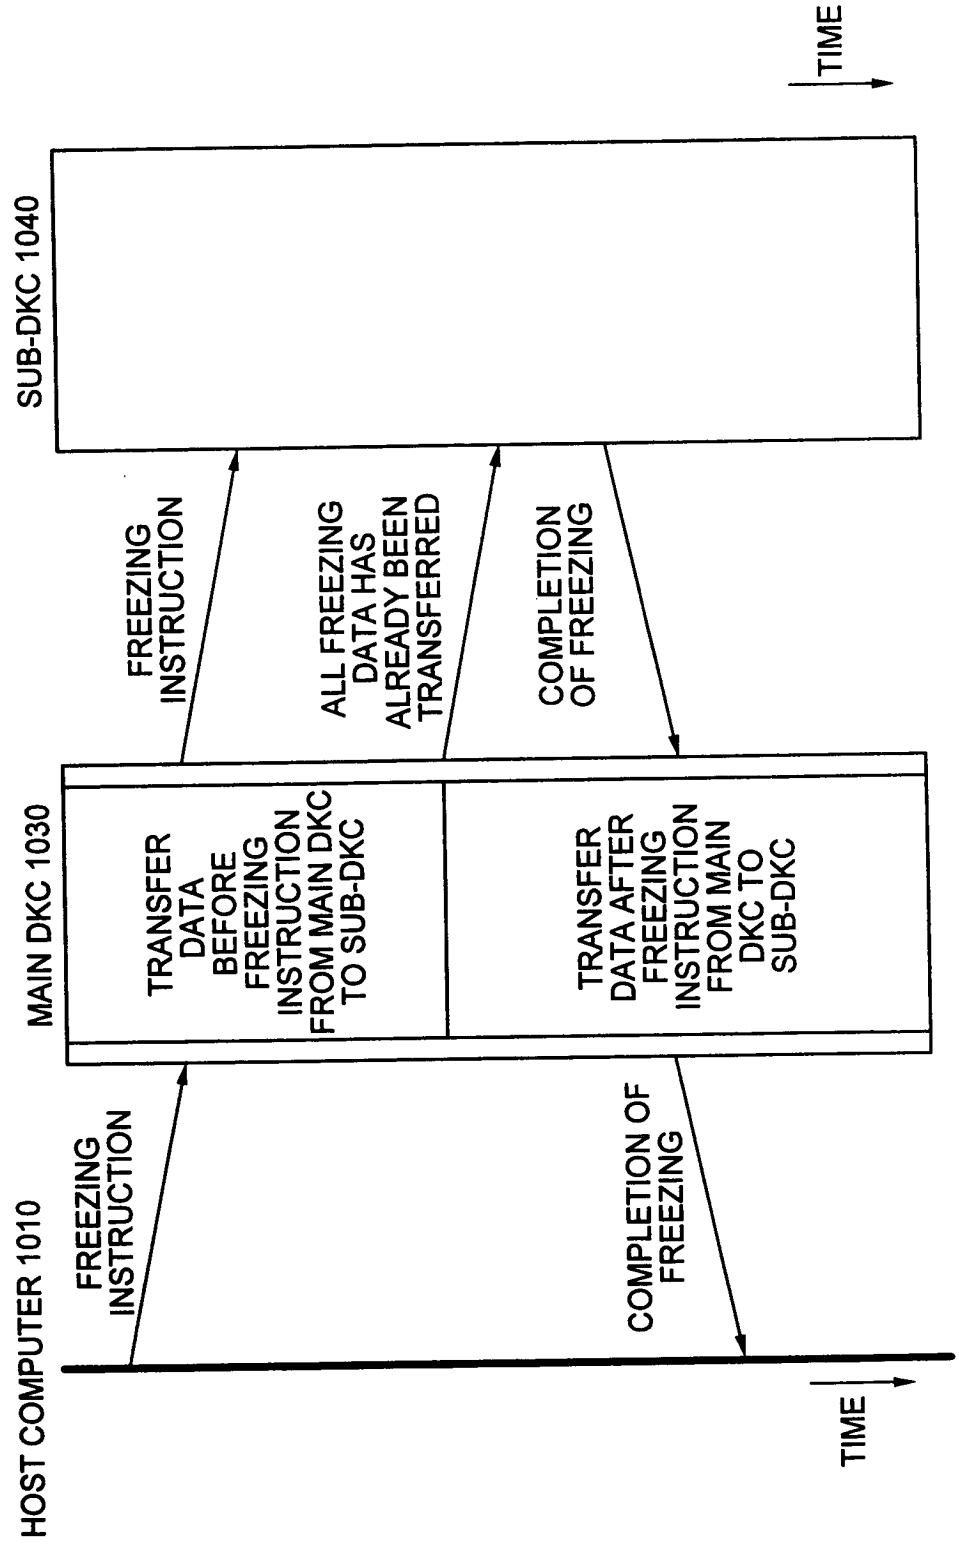 HOST COMPUTER 1010
MAIN DKC 1030
SUB-DKC 1040
FREEZING
INSTRUCTION
TRANSFER
DATA
BEFORE
FREEZING
INSTRUCTION
FROM MAIN DKC
TO SUB-DKC
FREEZING
INSTRUCTION
ALL FREEZING
DATA HAS
ALREADY BEEN
TRANSFERRED
COMPLETION OF
FREEZING
TRANSFER
DATA AFTER
FREEZING
INSTRUCTION
FROM MAIN
DKC TO
SUB-DKC
COMPLETION
OF FREEZING
TIME
TIME